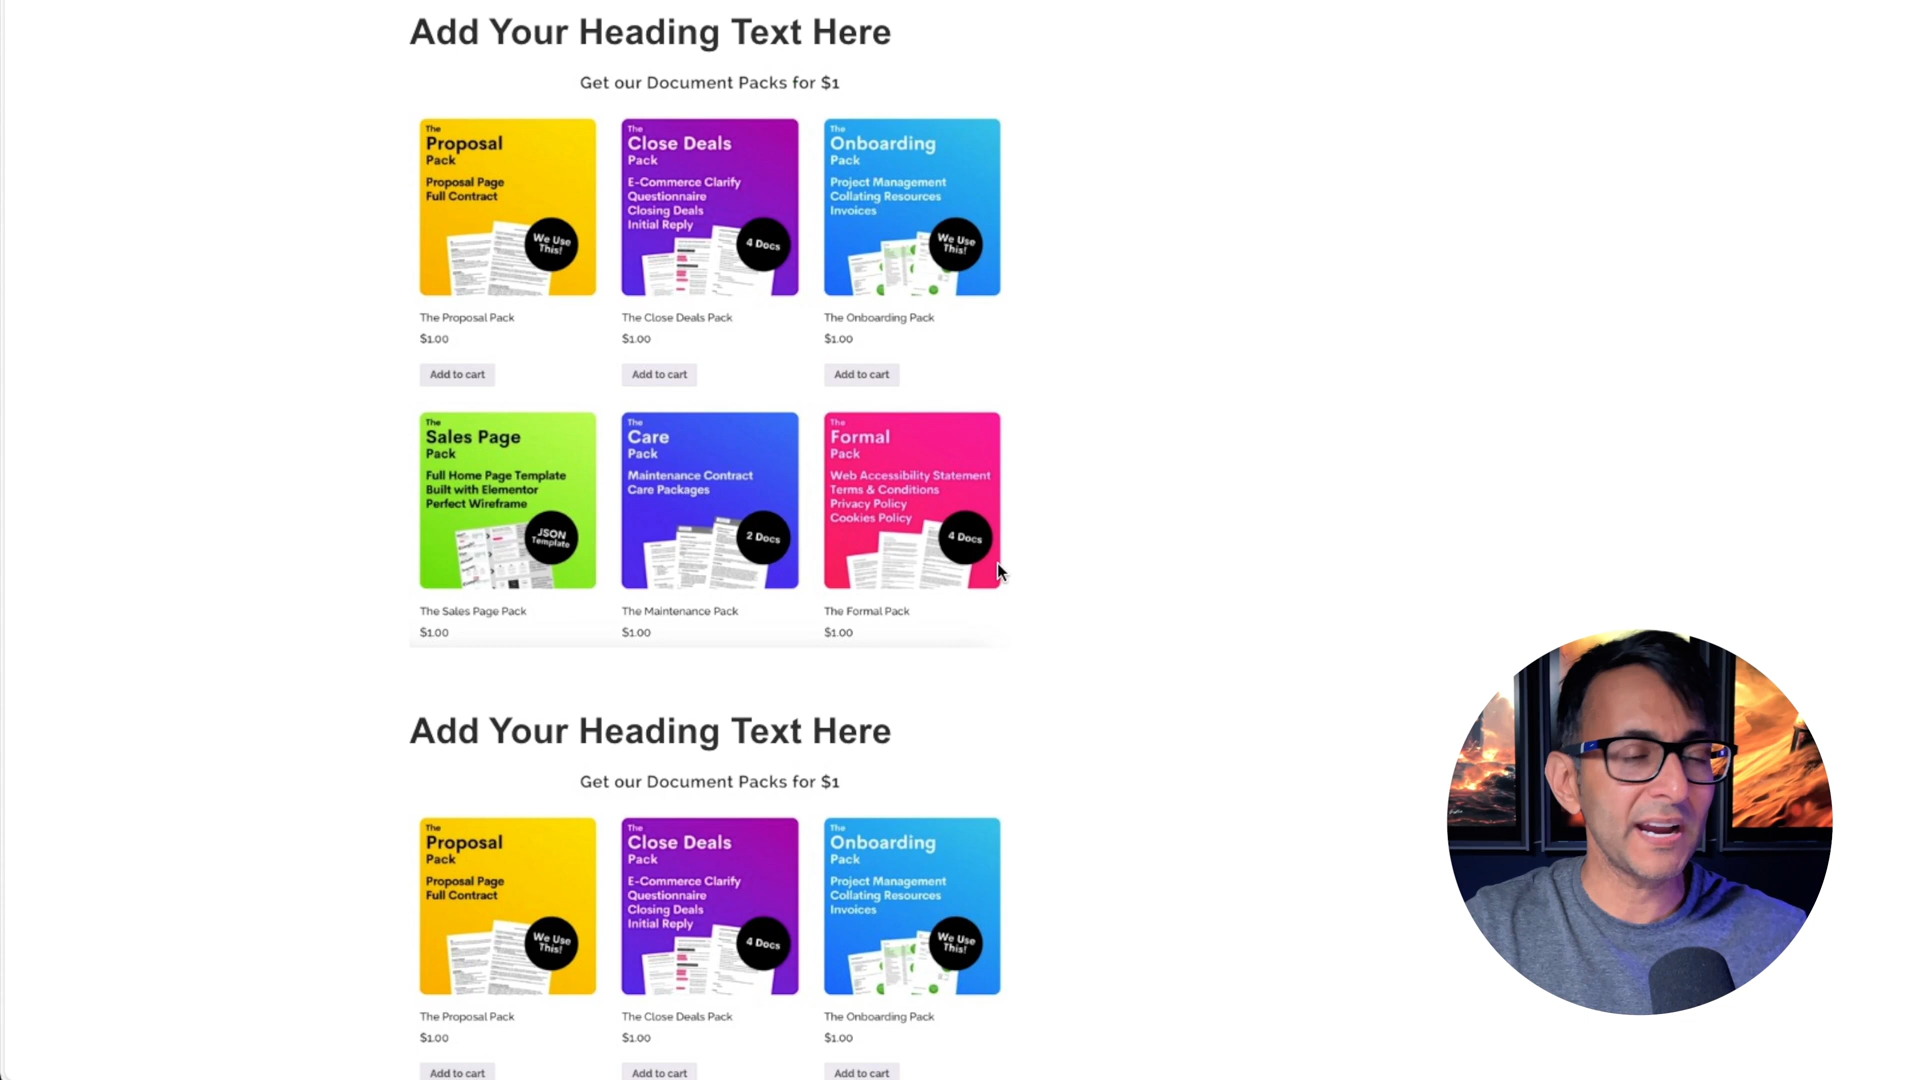 Add Your Heading Text Here
Get our Document Packs for $1
The
Proposal
Pack
Proposal Page
Full Contract
We Use
This!
The
Close Deals
Pack
E-Commerce Clarify
Questionnaire
Closing Deals
Initial Reply
4 Docs
The
Onboarding
Pack
Project Management
Collating Resources
Invoices
We Use
This!
The Proposal Pack
$1.00
Add to cart
The Close Deals Pack
$1.00
Add to cart
The Onboarding Pack
$1.00
Add to cart
The
Sales Page
Pack
Full Home Page Template
Built with Elementor
Perfect Wireframe
JSON
Template
The
Care
Pack
Maintenance Contract
Care Packages
2 Docs
The
Formal
Pack
Web Accessibility Statement
Terms & Conditions
Privacy Policy
Cookies Policy
4 Docs
The Sales Page Pack
$1.00
The Maintenance Pack
$1.00
The Formal Pack
$1.00
Add Your Heading Text Here
Get our Document Packs for $1
The
Proposal
Pack
Proposal Page
Full Contract
We Use
This!
The
Close Deals
Pack
E-Commerce Clarify
Questionnaire
Closing Deals
Initial Reply
4 Docs
The
Onboarding
Pack
Project Management
Collating Resources
Invoices
We Use
This!
The Proposal Pack
$1.00
Add to cart
The Close Deals Pack
$1.00
Add to cart
The Onboarding Pack
$1.00
Add to cart